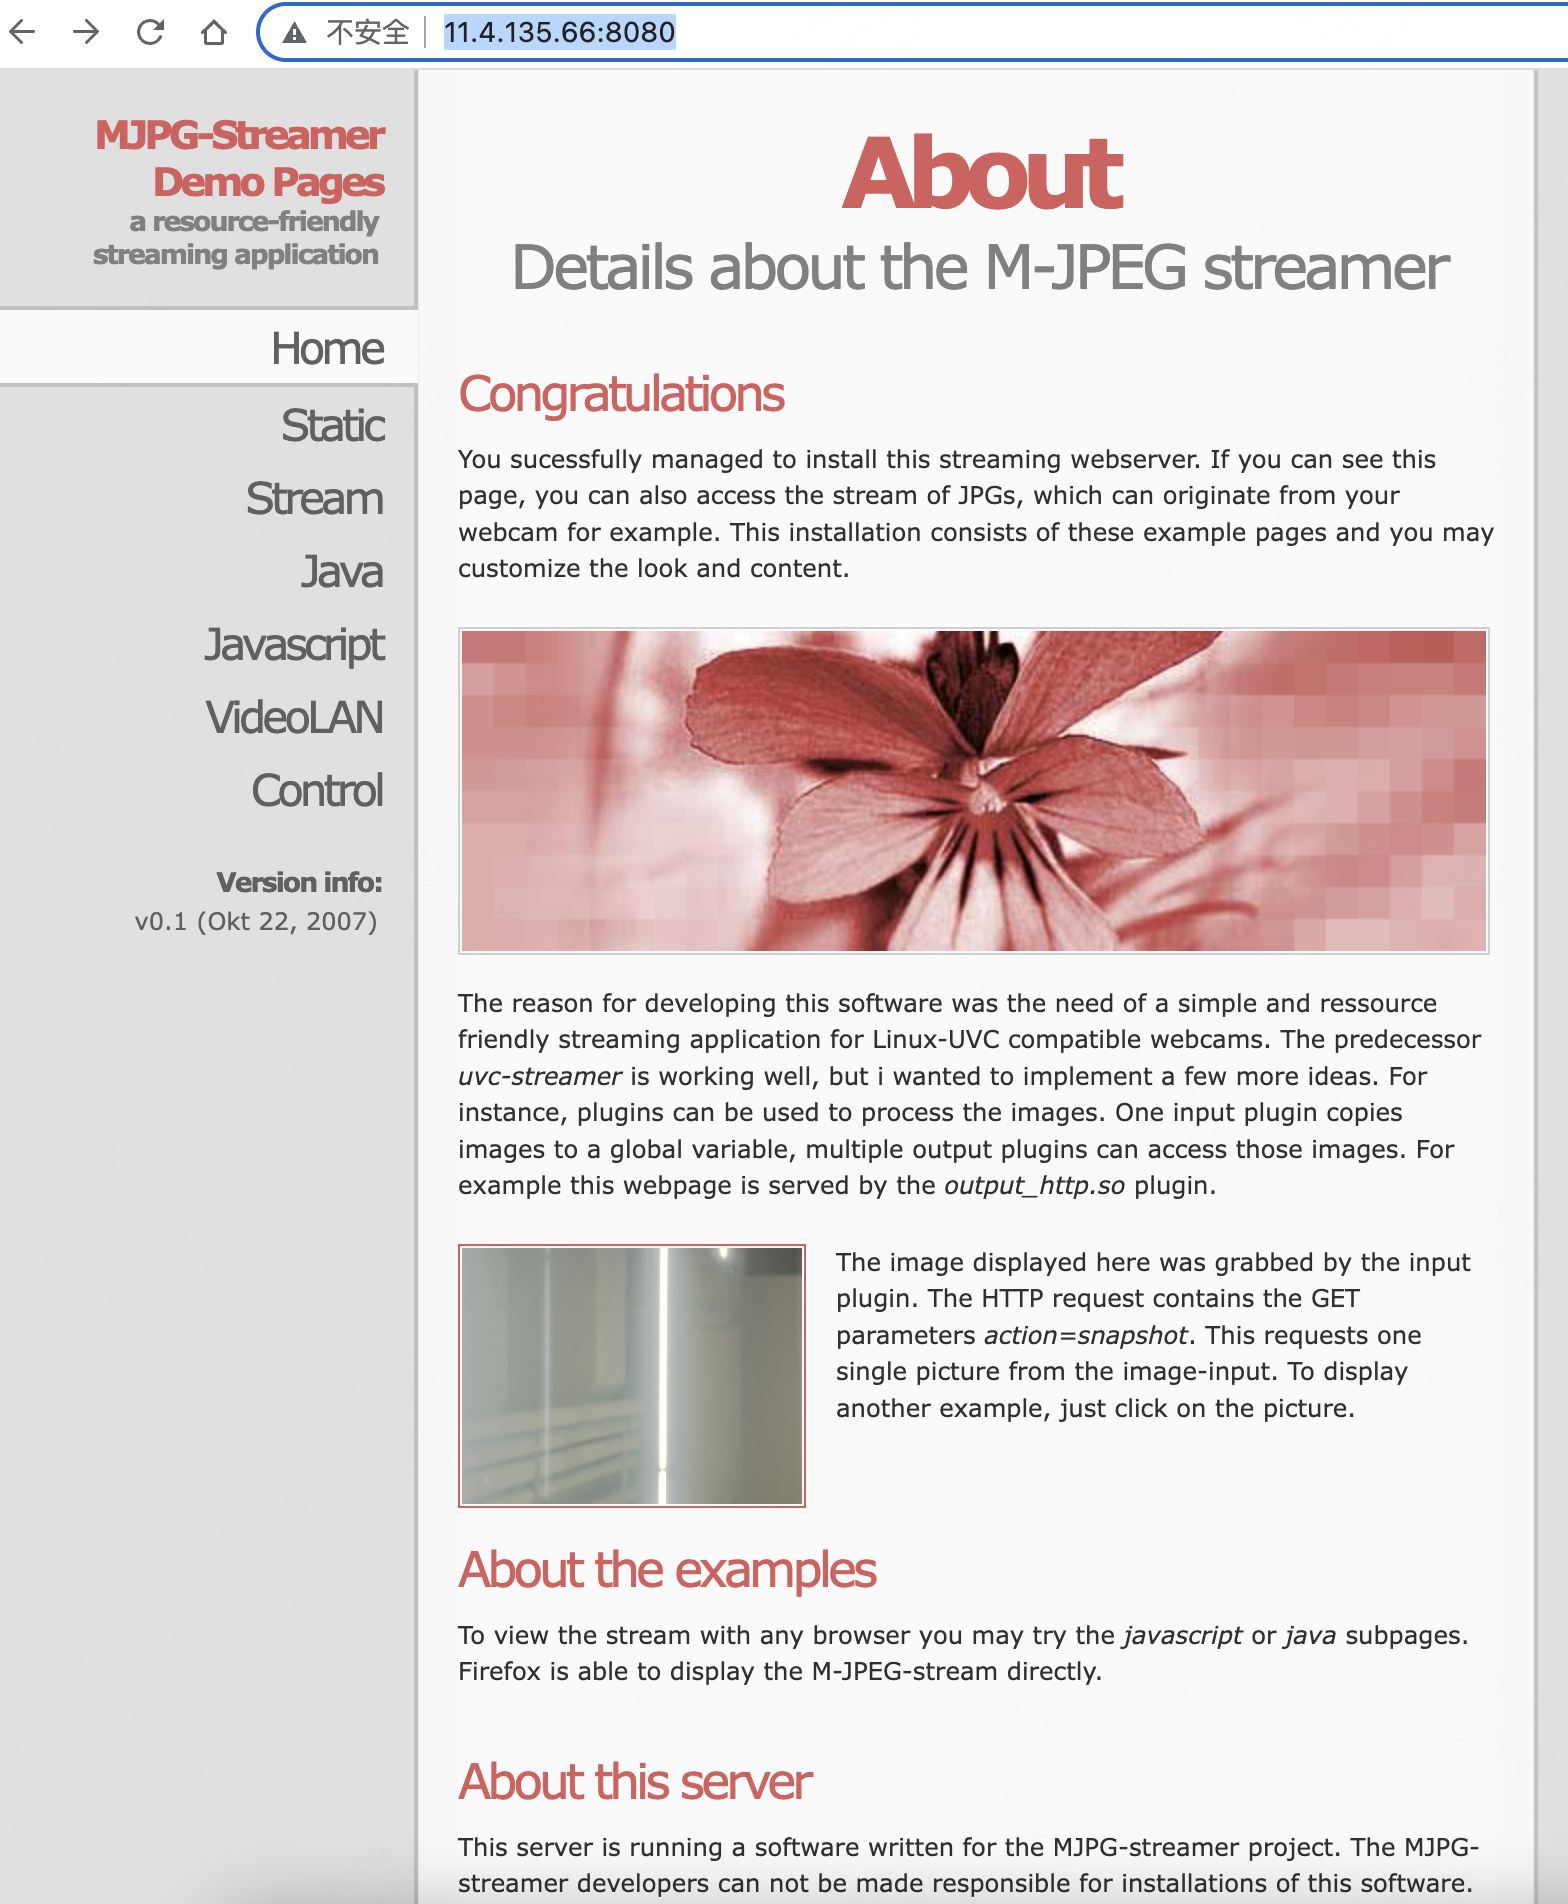 不安全 11.4.135.66:8080
MJPG-Streamer
Demo Pages
a resource-friendly
streaming application
Home
Static
Stream
Java
Javascript
VideoLAN
Control
Version info:
v0.1 (Okt 22, 2007)
About
Details about the M-JPEG streamer
Congratulations
You sucessfully managed to install this streaming webserver. If you can see this
page, you can also access the stream of JPGs, which can originate from your
webcam for example. This installation consists of these example pages and you may
customize the look and content.
The reason for developing this software was the need of a simple and ressource
friendly streaming application for Linux-UVC compatible webcams. The predecessor
uvc-streamer is working well, but i wanted to implement a few more ideas. For
instance, plugins can be used to process the images. One input plugin copies
images to a global variable, multiple output plugins can access those images. For
example this webpage is served by the output_http.so plugin.
The image displayed here was grabbed by the input
plugin. The HTTP request contains the GET
parameters action=snapshot. This requests one
single picture from the image-input. To display
another example, just click on the picture.
About the examples
To view the stream with any browser you may try the javascript or java subpages.
Firefox is able to display the M-JPEG-stream directly.
About this server
This server is running a software written for the MJPG-streamer project. The MJPG-
streamer developers can not be made responsible for installations of this software.